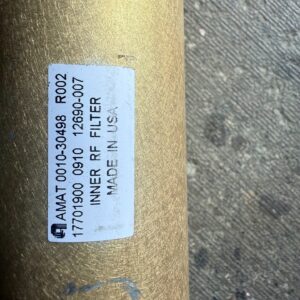 AMAT 0010-30498 R002
17701900 0910 12690-007
INNER RF FILTER
MADE IN USA